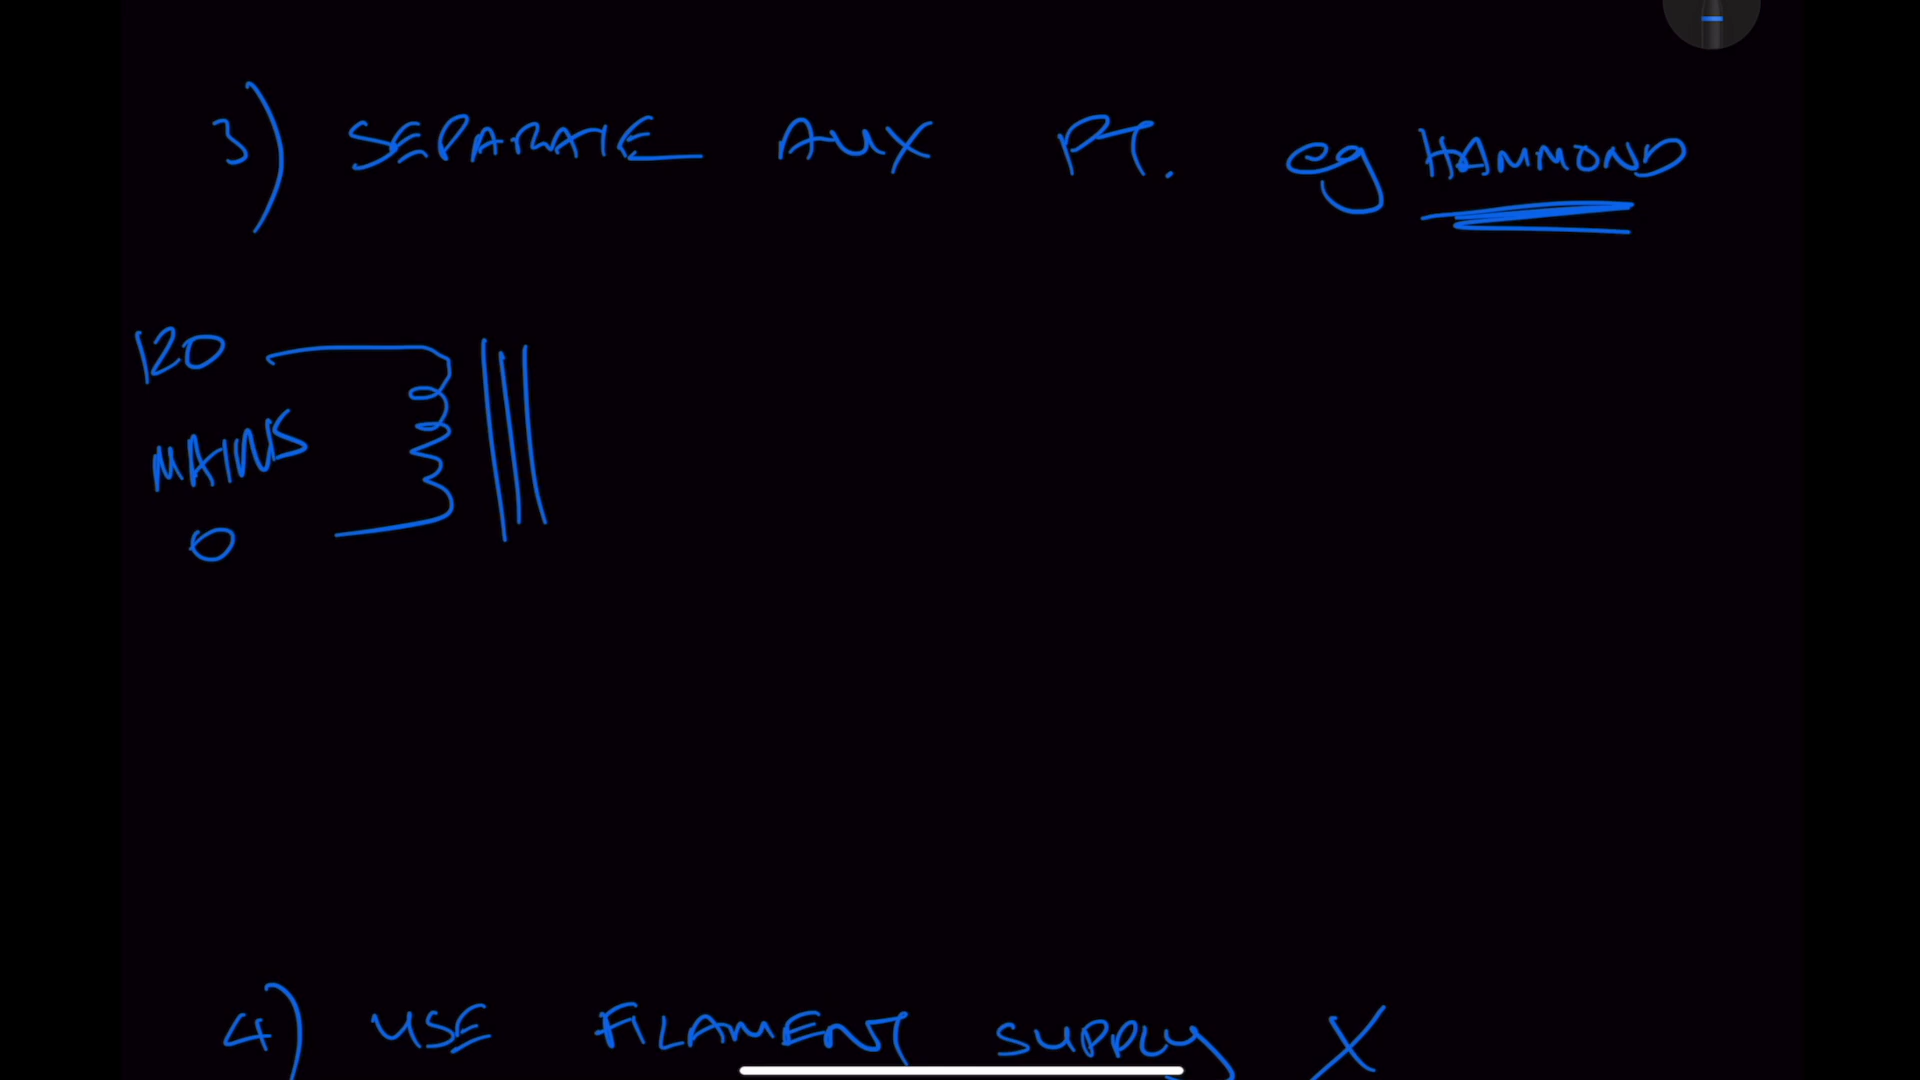 3) SEPARATE AUX PT. eg HAMMOND
120
MAINS
0
4) USE FILAMENT SUPPLY X